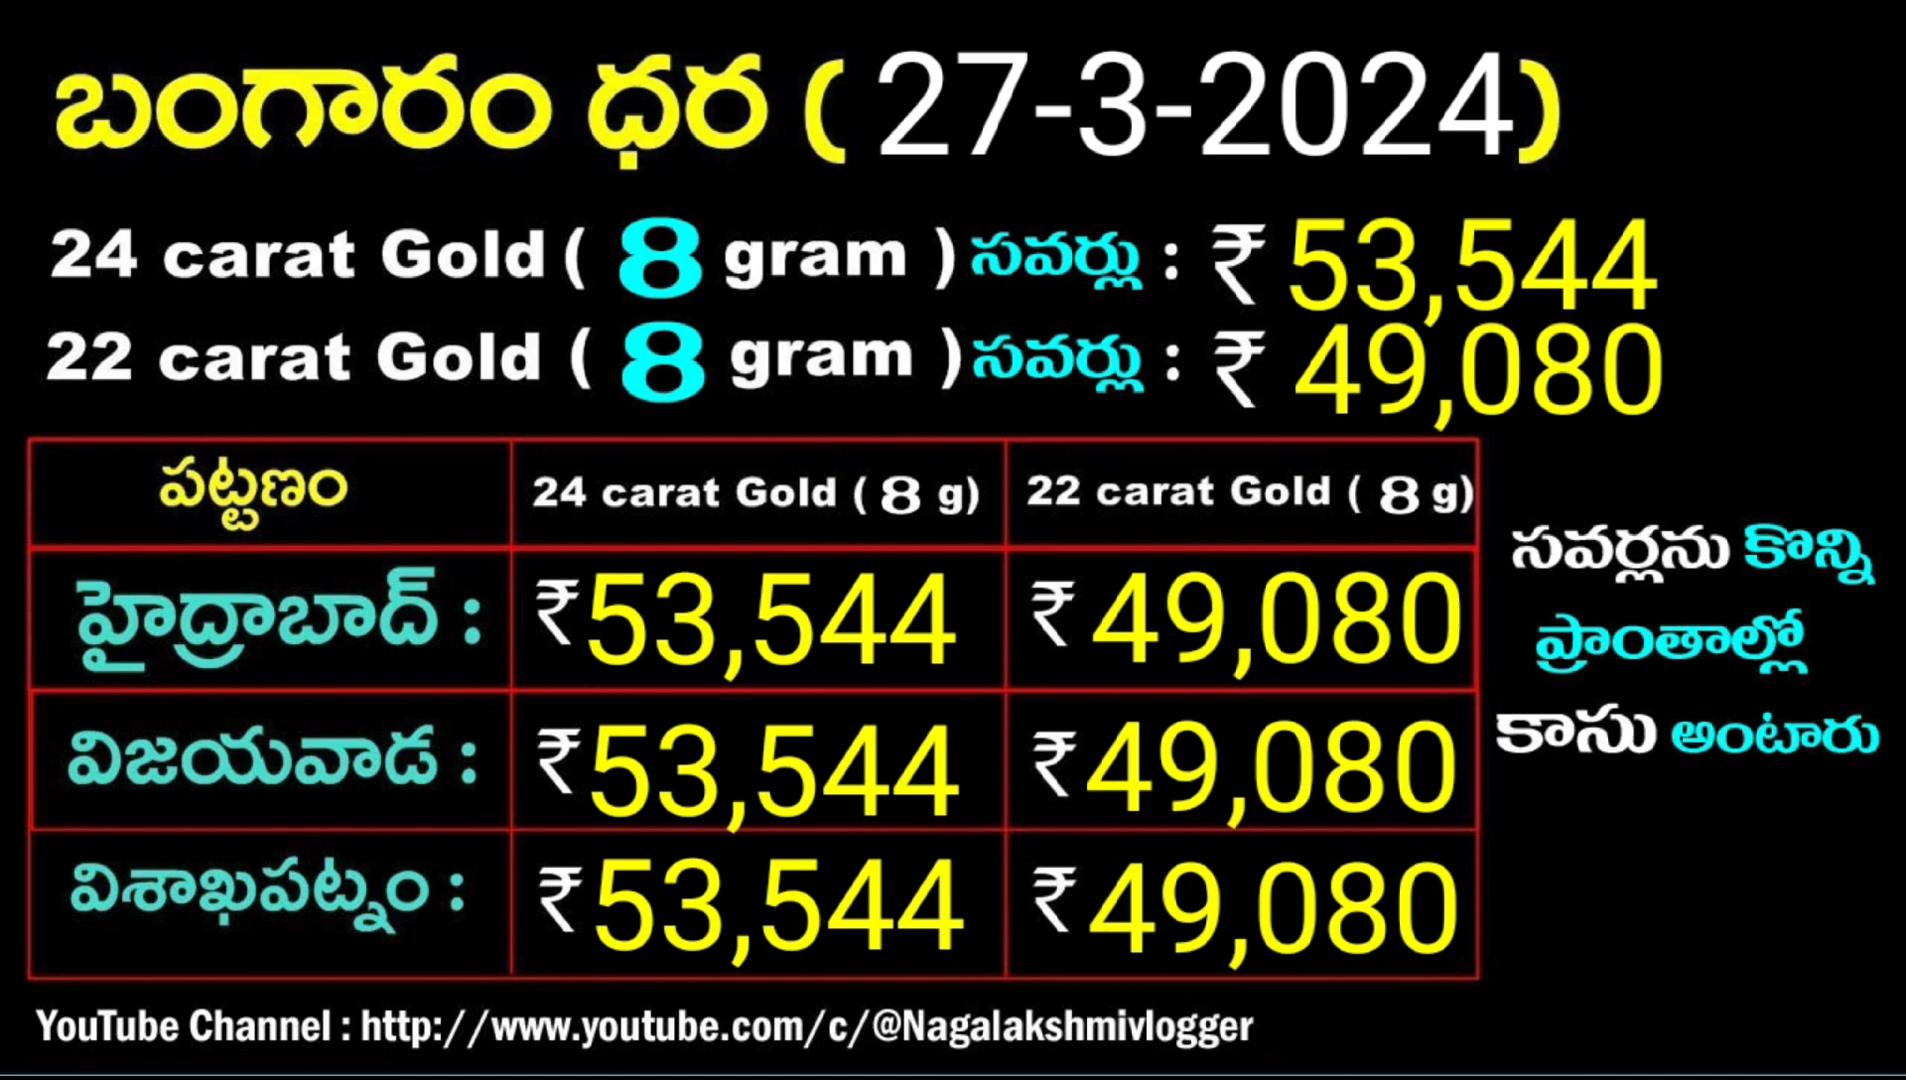 బంగారం ధర ( 27-3-2024)
24 carat Gold ( 8 gram ) సవర్లు : ₹ 53,544
22 carat Gold ( 8 gram ) సవర్లు : ₹ 49,080
పట్టణం 24 carat Gold ( 8 g) 22 carat Gold ( 8 g)
హైద్రాబాద్ : ₹53,544 ₹49,080
విజయవాడ : ₹53,544 ₹49,080
విశాఖపట్నం : ₹53,544 ₹49,080
సవర్లను కొన్ని
ప్రాంతాల్లో
కాసు అంటారు
YouTube Channel : http://www.youtube.com/c/@Nagalakshmivlogger